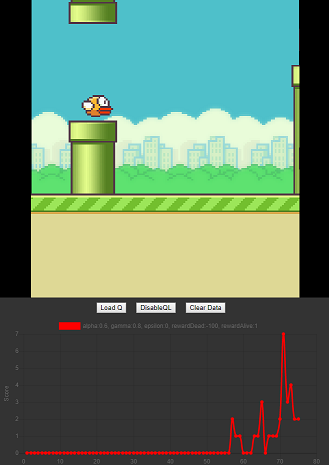 Load Q DisableQL Clear Data
alpha:0.6, gamma:0.8, epsilon:0, rewardDead:-100, rewardAlive:1
7
6
5
4
3
2
1
0
Score
0 10 20 30 40 50 60 70 80 90